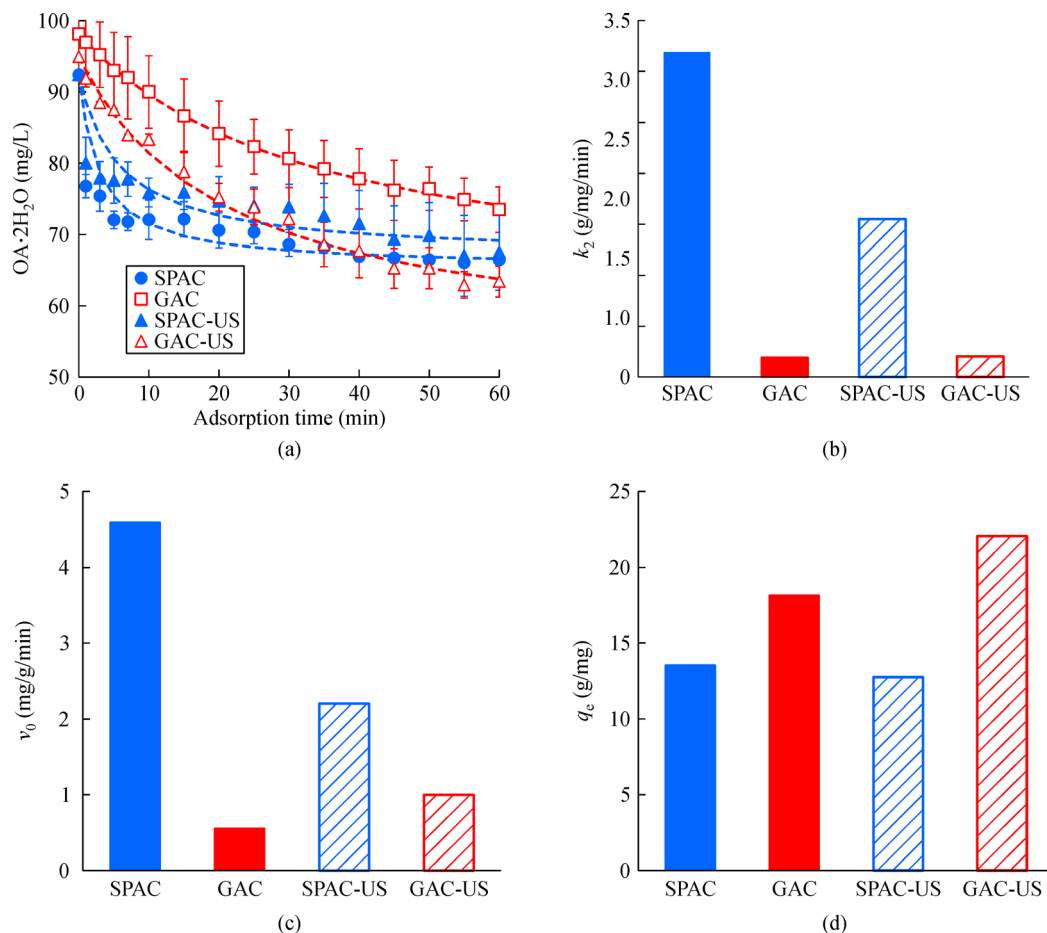 100
90
80
70
60
50
OA·2H₂O (mg/L)
SPAC
GAC
SPAC-US
GAC-US
0 10 20 30 40 50 60
Adsorption time (min)
(a)
3.5
3.0
2.5
2.0
1.5
1.0
0
k₂ (g/mg/min)
SPAC GAC SPAC-US GAC-US
(b)
5
4
3
2
1
0
v₀ (mg/g/min)
SPAC GAC SPAC-US GAC-US
(c)
25
20
15
10
5
0
qₑ (g/mg)
SPAC GAC SPAC-US GAC-US
(d)